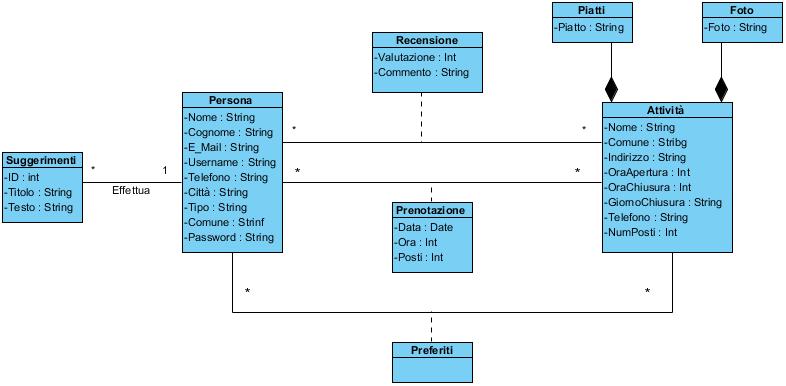 Piatti
-Piatto : String
Foto
-Foto : String
Recensione
-Valutazione : Int
-Commento : String
Persona
-Nome : String
-Cognome : String
-E_Mail : String
-Username : String
-Telefono : String
-Città : String
-Tipo : String
-Comune : Strinf
-Password : String
Attività
-Nome : String
-Comune : Stribg
-Indirizzo : String
-OraApertura : Int
-OraChiusura : Int
-GiornoChiusura : String
-Telefono : String
-NumPosti : Int
Suggerimenti
-ID : int
-Titolo : String
-Testo : String
* 1
Effettua
* *
* *
Prenotazione
-Data : Date
-Ora : Int
-Posti : Int
* *
Preferiti